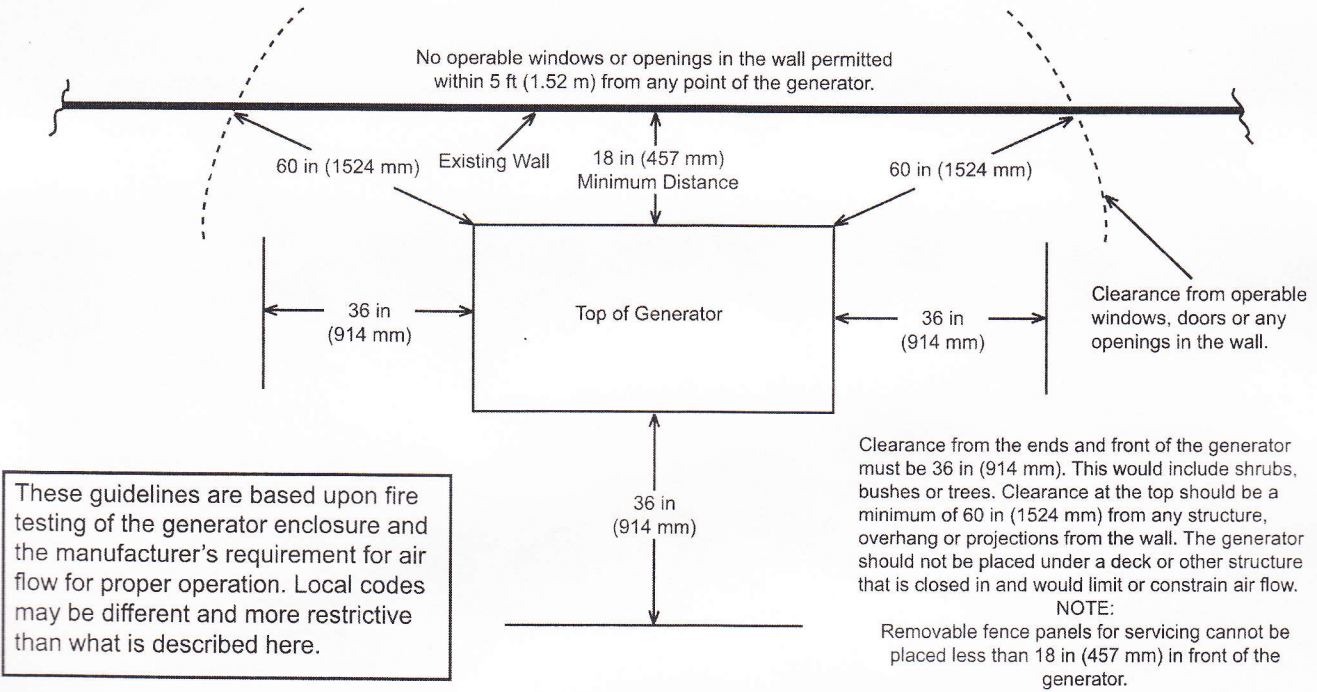 No operable windows or openings in the wall permitted
within 5 ft (1.52 m) from any point of the generator.
60 in (1524 mm)
Existing Wall
18 in (457 mm)
Minimum Distance
60 in (1524 mm)
36 in
(914 mm)
Top of Generator
36 in
(914 mm)
Clearance from operable
windows, doors or any
openings in the wall.
36 in
(914 mm)
These guidelines are based upon fire
testing of the generator enclosure and
the manufacturer's requirement for air
flow for proper operation. Local codes
may be different and more restrictive
than what is described here.
Clearance from the ends and front of the generator
must be 36 in (914 mm). This would include shrubs,
bushes or trees. Clearance at the top should be a
minimum of 60 in (1524 mm) from any structure,
overhang or projections from the wall. The generator
should not be placed under a deck or other structure
that is closed in and would limit or constrain air flow.
NOTE:
Removable fence panels for servicing cannot be
placed less than 18 in (457 mm) in front of the
generator.